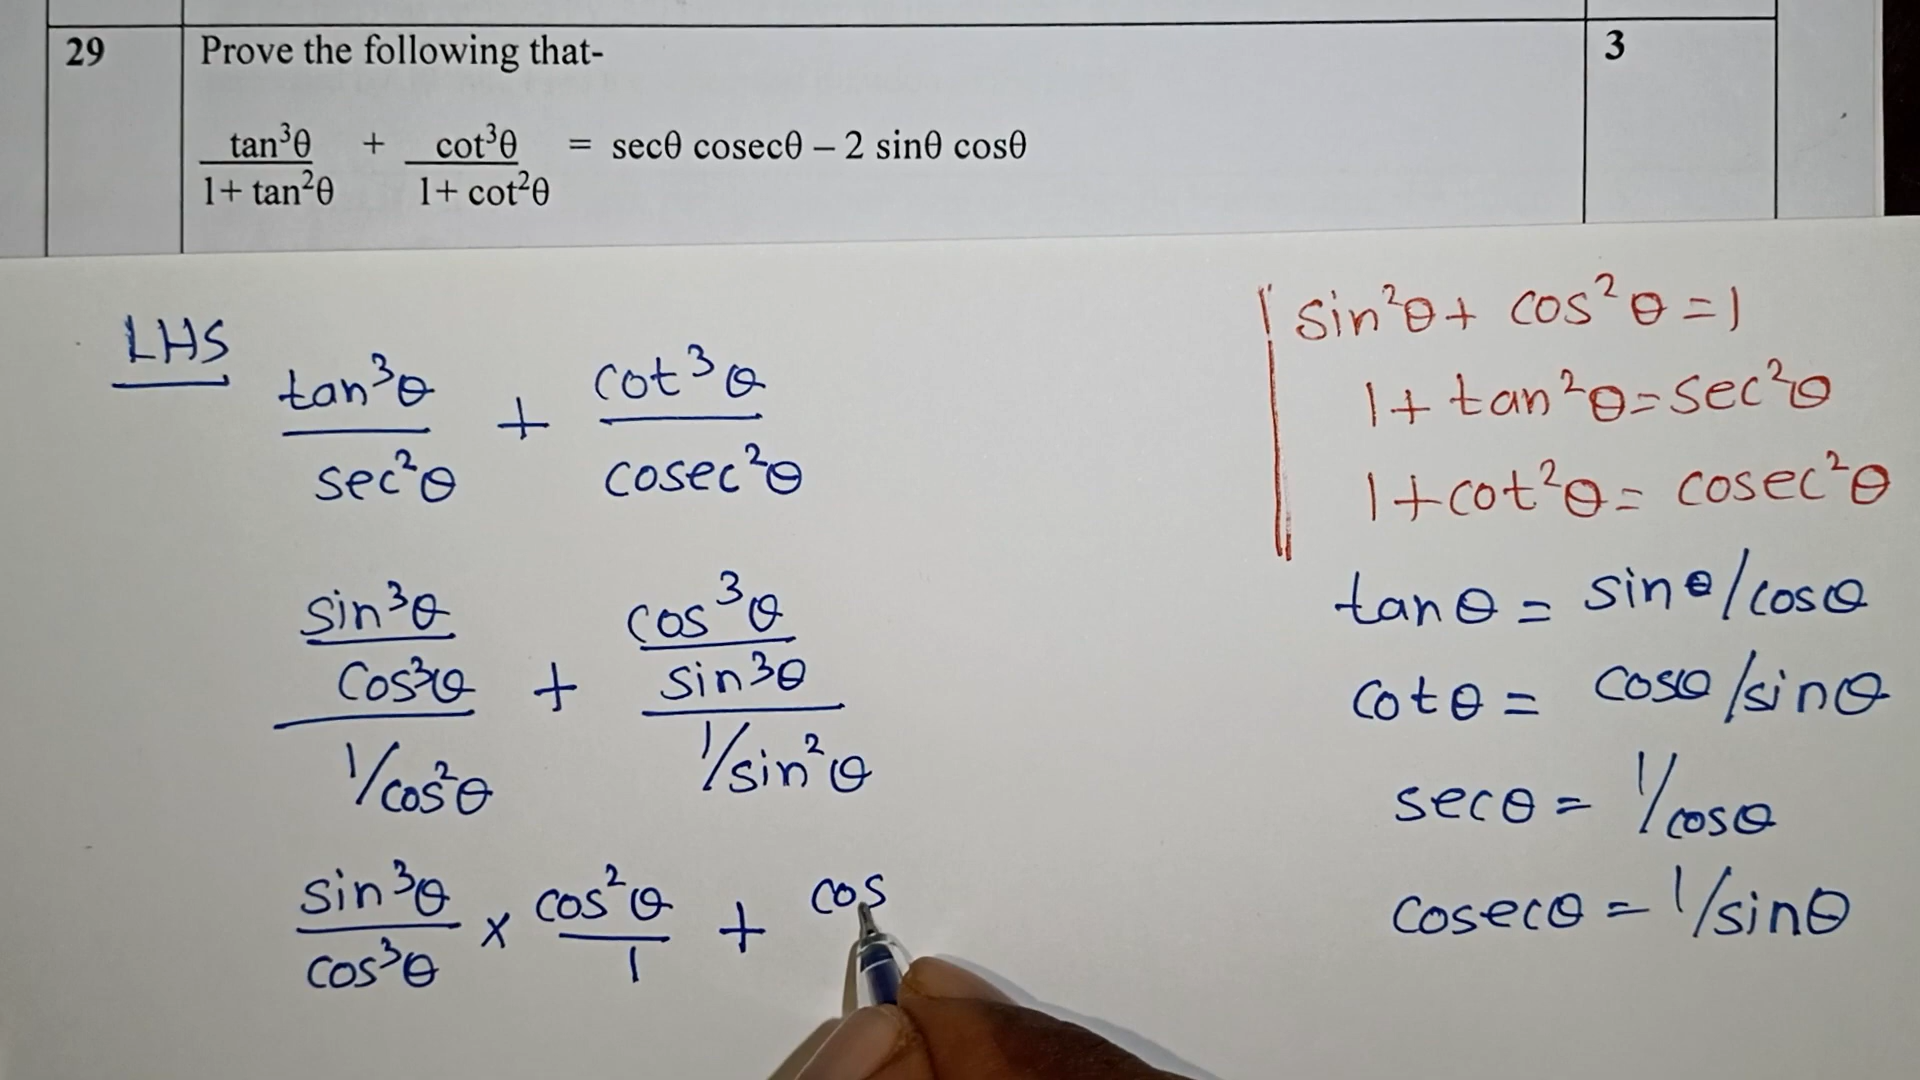 29 Prove the following that- 3
tan³θ + cot³θ = secθ cosecθ – 2 sinθ cosθ
1+ tan²θ 1+ cot²θ
LHS
tan³θ + cot³θ
sec²θ cosec²θ
sin³θ cos³θ
cos³θ + sin³θ
1/cos²θ 1/sin²θ
sin³θ × cos²θ + cos
cos³θ 1
sin²θ + cos²θ = 1
1 + tan²θ = sec²θ
1 + cot²θ = cosec²θ
tanθ = sinθ/cosθ
cotθ = cosθ/sinθ
secθ = 1/cosθ
cosecθ = 1/sinθ